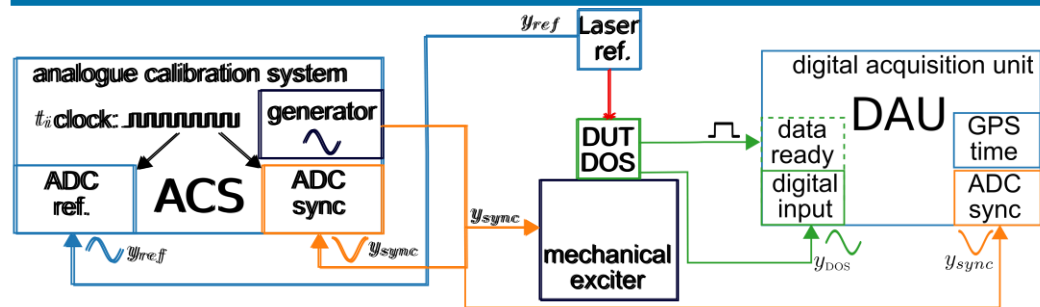 y_ref
Laser
ref.
analogue calibration system
digital acquisition unit
t_i clock:
generator
DAU
DUT
DOS
data
ready
GPS
time
ADC
ref.
ACS
ADC
sync
digital
input
ADC
sync
y_sync
mechanical
exciter
y_ref
y_sync
y_DOS
y_sync